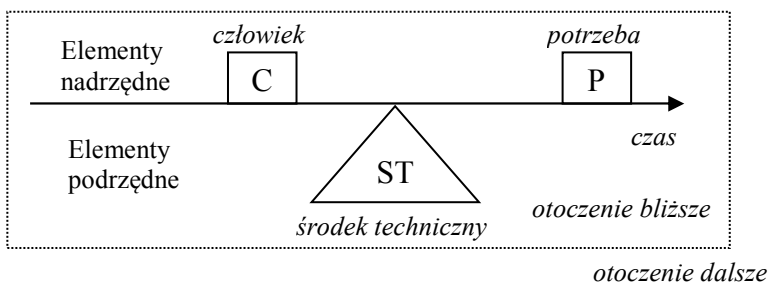 człowiek
potrzeba
Elementy
nadrzędne
C
P
czas
Elementy
podrzędne
ST
otoczenie bliższe
środek techniczny
otoczenie dalsze